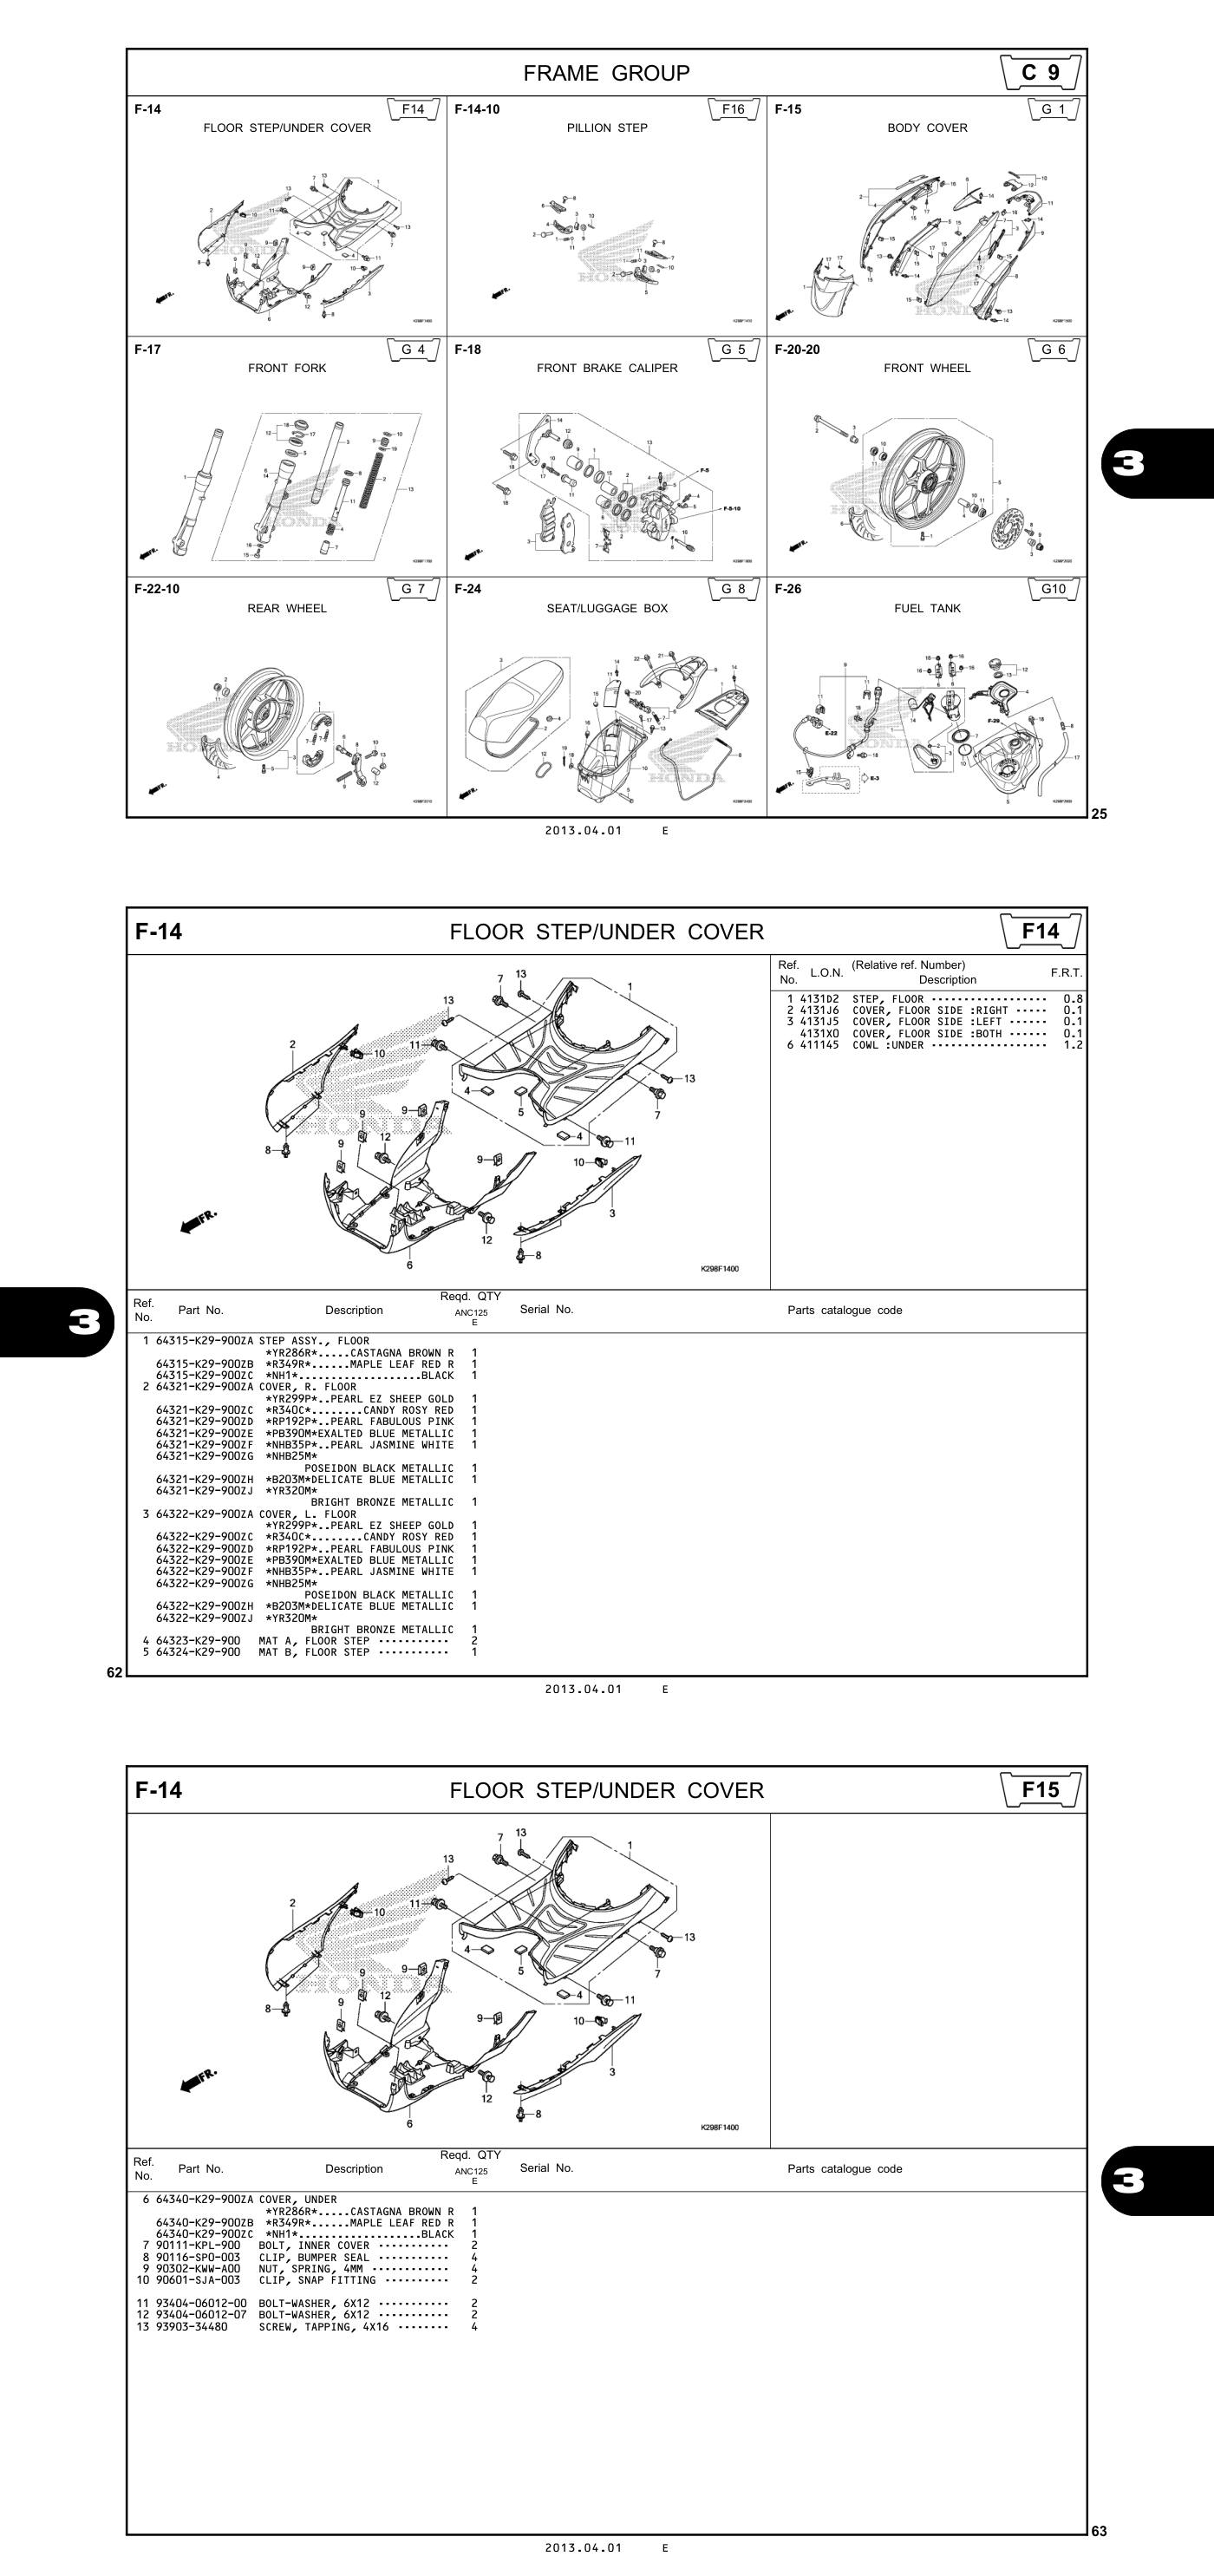 FRAME GROUP
C 9
F-14
F14
FLOOR STEP/UNDER COVER
F-14-10
F16
PILLION STEP
F-15
G 1
BODY COVER
F-17
G 4
FRONT FORK
F-18
G 5
FRONT BRAKE CALIPER
F-20-20
G 6
FRONT WHEEL
F-22-10
G 7
REAR WHEEL
F-24
G 8
SEAT/LUGGAGE BOX
F-26
G10
FUEL TANK
3
25
2013.04.01 E
F-14
FLOOR STEP/UNDER COVER
F14
Ref. No. L.O.N. (Relative ref. Number) Description F.R.T.
1 4131D2 STEP, FLOOR 0.8
2 4131J6 COVER, FLOOR SIDE :RIGHT 0.1
3 4131J5 COVER, FLOOR SIDE :LEFT 0.1
4131X0 COVER, FLOOR SIDE :BOTH 0.1
6 411145 COWL :UNDER 1.2
HONDA
FR.
K298F1400
3
Ref. No. Part No. Description Reqd. QTY ANC125 E Serial No. Parts catalogue code
1 64315-K29-900ZA STEP ASSY., FLOOR
*YR286R*.....CASTAGNA BROWN R 1
64315-K29-900ZB *R349R*......MAPLE LEAF RED R 1
64315-K29-900ZC *NH1*...................BLACK 1
2 64321-K29-900ZA COVER, R. FLOOR
*YR299P*..PEARL EZ SHEEP GOLD 1
64321-K29-900ZC *R340C*........CANDY ROSY RED 1
64321-K29-900ZD *RP192P*..PEARL FABULOUS PINK 1
64321-K29-900ZE *PB390M*EXALTED BLUE METALLIC 1
64321-K29-900ZF *NHB35P*..PEARL JASMINE WHITE 1
64321-K29-900ZG *NHB25M*
POSEIDON BLACK METALLIC 1
64321-K29-900ZH *B203M*DELICATE BLUE METALLIC 1
64321-K29-900ZJ *YR320M*
BRIGHT BRONZE METALLIC 1
3 64322-K29-900ZA COVER, L. FLOOR
*YR299P*..PEARL EZ SHEEP GOLD 1
64322-K29-900ZC *R340C*........CANDY ROSY RED 1
64322-K29-900ZD *RP192P*..PEARL FABULOUS PINK 1
64322-K29-900ZE *PB390M*EXALTED BLUE METALLIC 1
64322-K29-900ZF *NHB35P*..PEARL JASMINE WHITE 1
64322-K29-900ZG *NHB25M*
POSEIDON BLACK METALLIC 1
64322-K29-900ZH *B203M*DELICATE BLUE METALLIC 1
64322-K29-900ZJ *YR320M*
BRIGHT BRONZE METALLIC 1
4 64323-K29-900 MAT A, FLOOR STEP 2
5 64324-K29-900 MAT B, FLOOR STEP 1
62
2013.04.01 E
F-14
FLOOR STEP/UNDER COVER
F15
HONDA
FR.
K298F1400
3
Ref. No. Part No. Description Reqd. QTY ANC125 E Serial No. Parts catalogue code
6 64340-K29-900ZA COVER, UNDER
*YR286R*.....CASTAGNA BROWN R 1
64340-K29-900ZB *R349R*......MAPLE LEAF RED R 1
64340-K29-900ZC *NH1*...................BLACK 1
7 90111-KPL-900 BOLT, INNER COVER 2
8 90116-SP0-003 CLIP, BUMPER SEAL 4
9 90302-KWW-A00 NUT, SPRING, 4MM 4
10 90601-SJA-003 CLIP, SNAP FITTING 2
11 93404-06012-00 BOLT-WASHER, 6X12 2
12 93404-06012-07 BOLT-WASHER, 6X12 2
13 93903-34480 SCREW, TAPPING, 4X16 4
63
2013.04.01 E